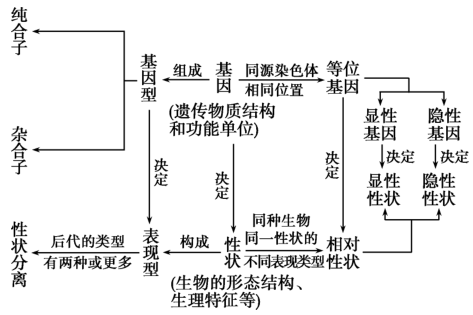 纯合子
杂合子
基因型
组成
基因
同源染色体
相同位置
等位
基因
(遗传物质结构
和功能单位)
显性
基因
隐性
基因
决定
决定
显性
性状
隐性
性状
决定
决定
决定
性状分离
后代的类型
有两种或更多
表现型
构成
性状
同种生物
同一性状的
不同表现类型
相对
性状
(生物的形态结构、
生理特征等)